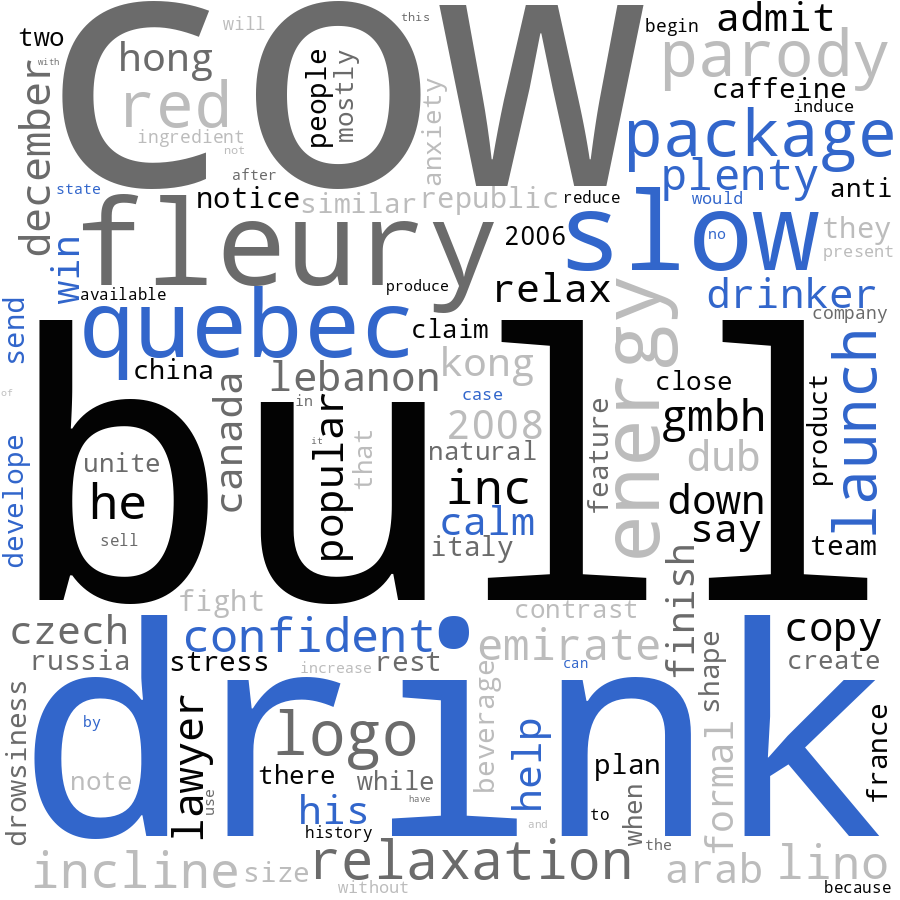 cow
two
will
this
begin
admit
with
hong
people
mostly
parody
december
red
caffeine
induce
ingredient
anxiety
package
not
after
state
plenty
anti
notice
similar
republic
reduce
would
fleury
slow
they
2006
no
present
win
available
produce
relax
energy
drinker
company
send
quebec
claim
launch
china
kong
lebanon
close
canada
case
of
bull
in
popular
2008
feature
gmbh
product
it
that
natural
dub
develope
unite
he
inc
down
calm
say
sell
italy
team
fight
contrast
finish
czech
confident
emirate
copy
russia
stress
increase
rest
can
shape
create
drink
drowsiness
by
lawyer
logo
beverage
help
formal
france
note
use
there
while
plan
when
have
his
to
history
and
the
incline
size
relaxation
arab
lino
without
because